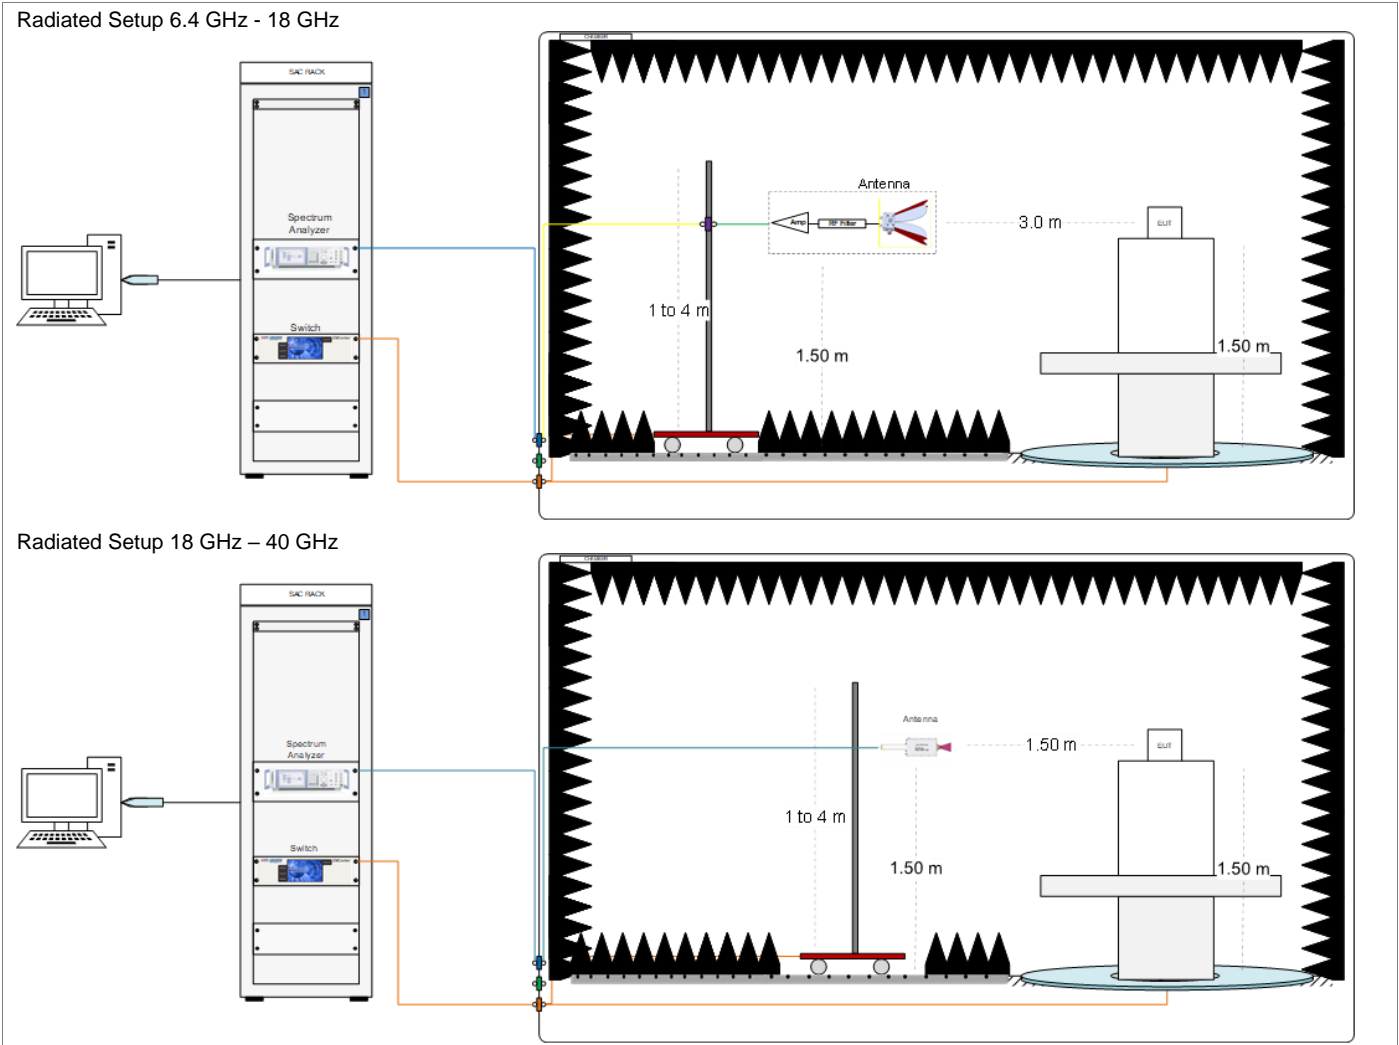 Radiated Setup 6.4 GHz - 18 GHz
CHAMBER
SAC RACK
Antenna
Spectrum
Analyzer
Amp
RF Filter
3.0 m
EUT
1 to 4 m
Switch
1.50 m
1.50 m
Radiated Setup 18 GHz – 40 GHz
CHAMBER
SAC RACK
Antenna
Spectrum
Analyzer
1.50 m
EUT
1 to 4 m
Switch
1.50 m
1.50 m